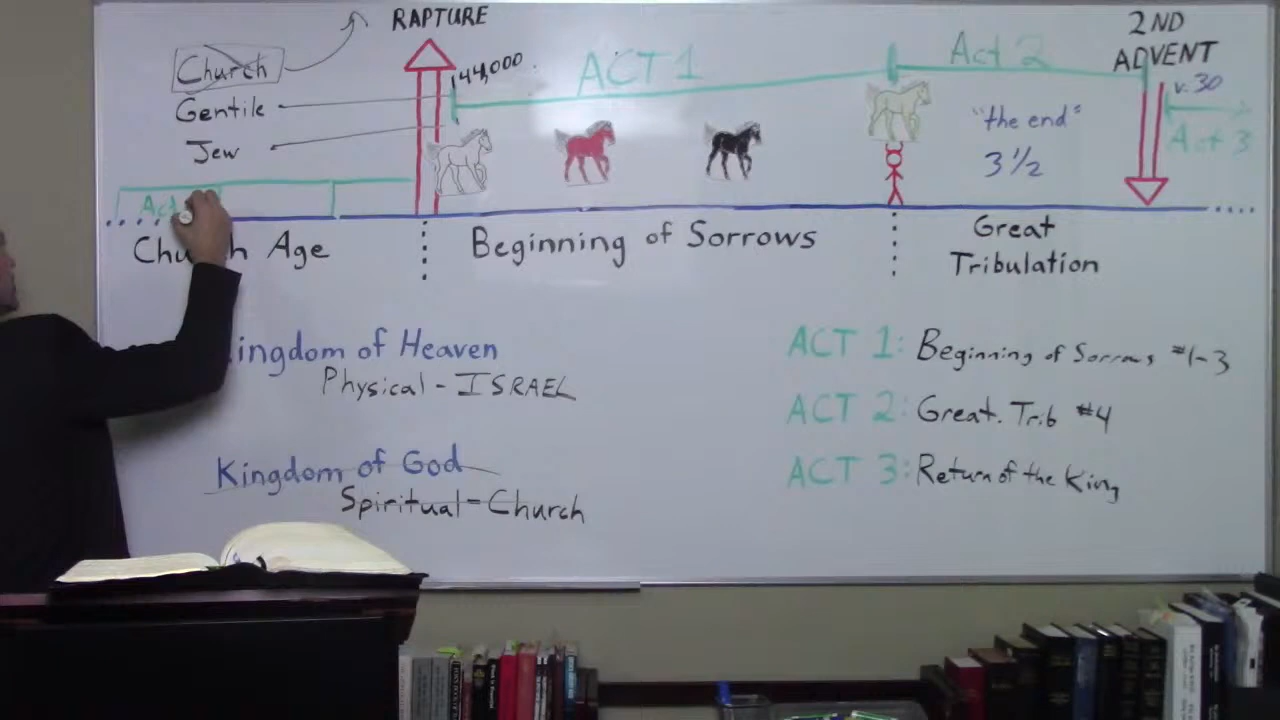 RAPTURE
2ND
ADVENT
Church
144,000
ACT 1
Act 2
v. 30
Gentile
"the end"
Act 3
Jew
3 1/2
Act
Church Age
Beginning of Sorrows
Great
Tribulation
Kingdom of Heaven
Physical - ISRAEL
Kingdom of God
Spiritual - Church
ACT 1: Beginning of Sorrows #1-3
ACT 2: Great. Trib #4
ACT 3: Return of the King